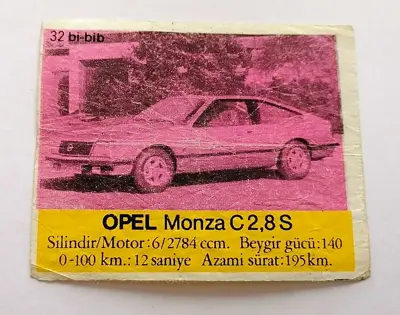 32 bi-bib
OPEL Monza C 2,8 S
Silindir/Motor: 6/2784 ccm. Beygir gücü: 140
0-100 km.: 12 saniye Azami sürat: 195 km.